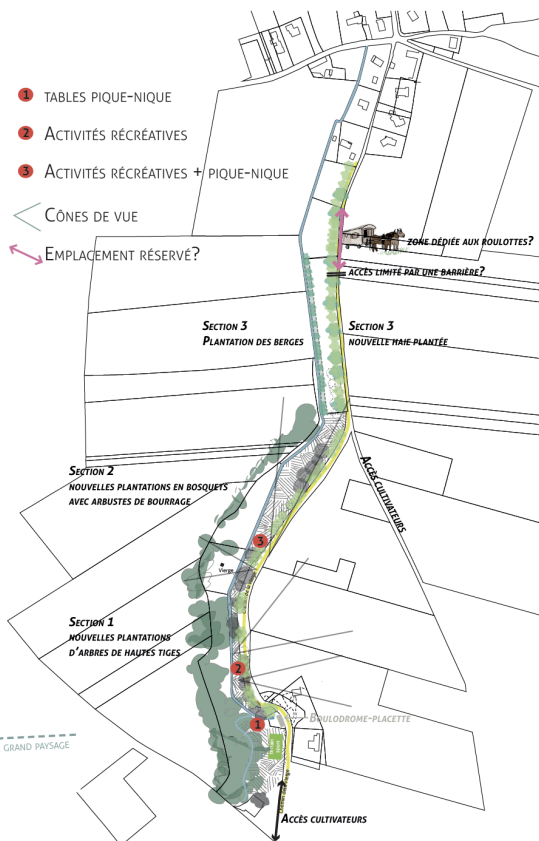 1 TABLES PIQUE-NIQUE
2 ACTIVITÉS RÉCRÉATIVES
3 ACTIVITÉS RÉCRÉATIVES + PIQUE-NIQUE
CÔNES DE VUE
EMPLACEMENT RÉSERVÉ?
ZONE DÉDIÉE AUX ROULOTTES?
ACCÈS LIMITÉ PAR UNE BARRIÈRE?
SECTION 3
PLANTATION DES BERGES
SECTION 3
NOUVELLE HAIE PLANTÉE
ACCÈS CULTIVATEURS
SECTION 2
NOUVELLES PLANTATIONS EN BOSQUETS
AVEC ARBUSTES DE BOURRAGE
3
Vierge
SECTION 1
NOUVELLES PLANTATIONS
D'ARBRES DE HAUTES TIGES
2
1
BOULODROME-PLACETTE
GRAND PAYSAGE
ACCÈS CULTIVATEURS